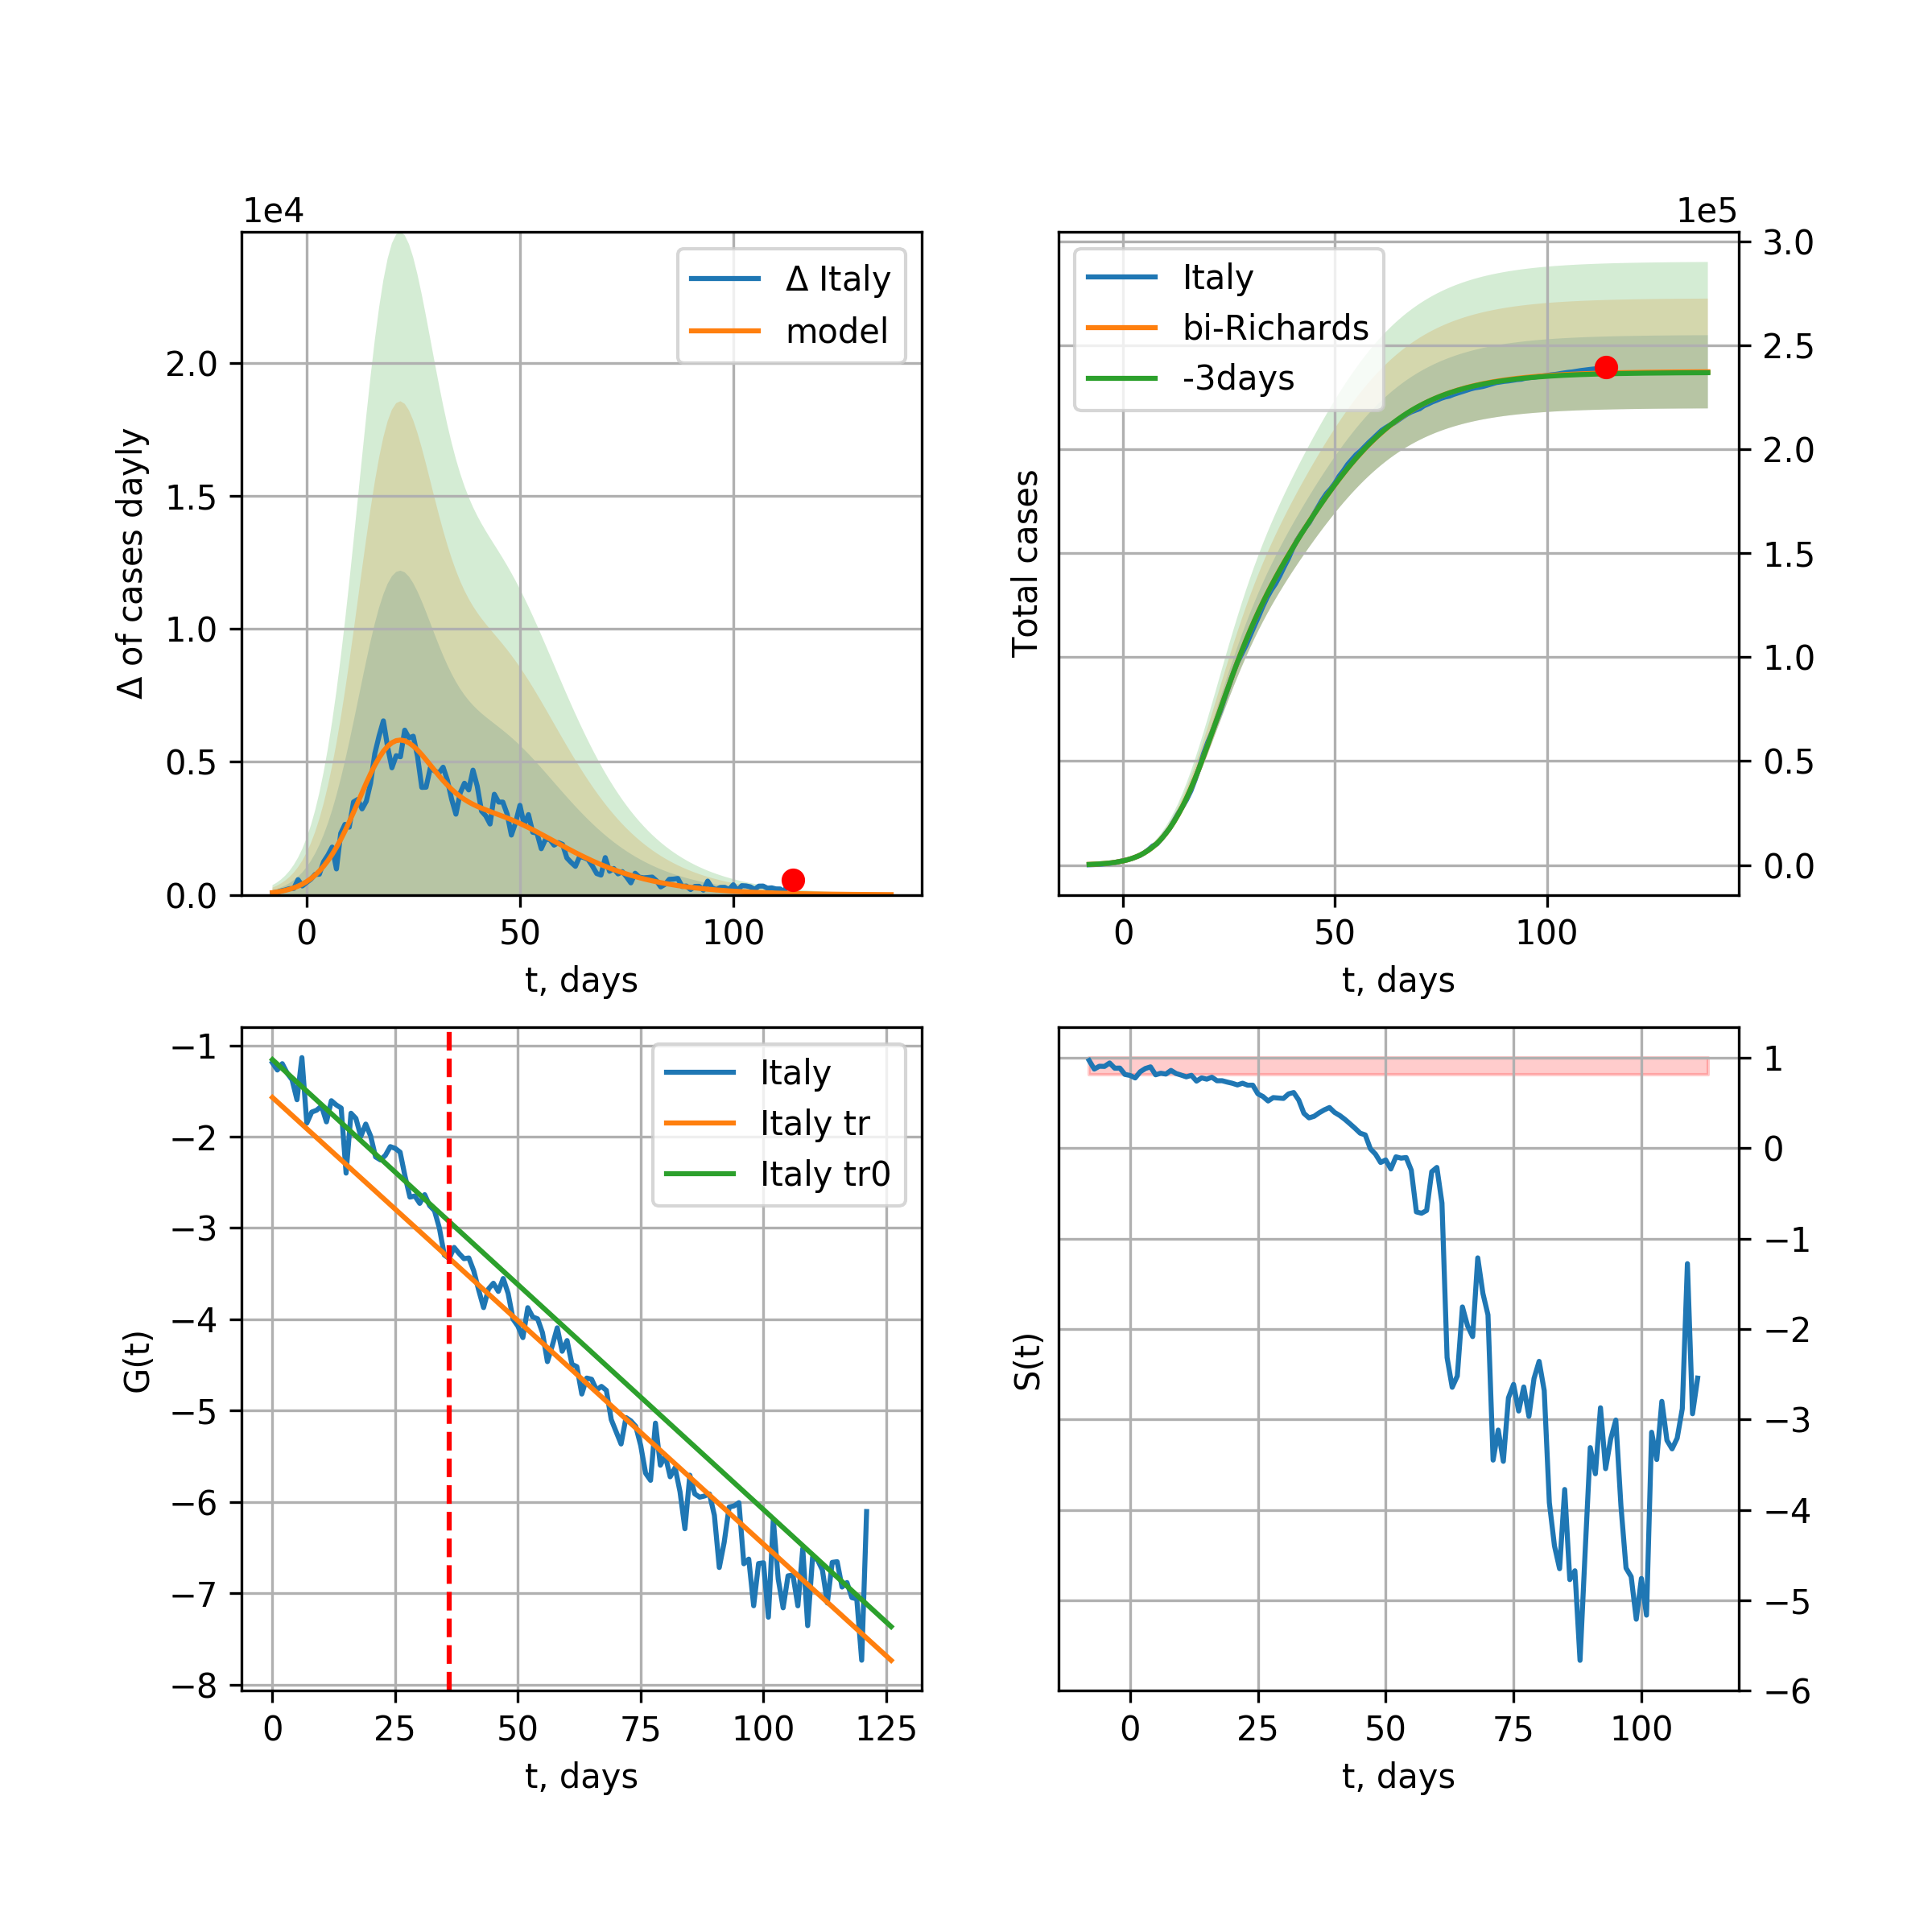 1e4
Δ of cases dayly
2.0
1.5
1.0
0.5
0.0
Δ Italy
model
0 50 100
t, days
1e5
Total cases
Italy
bi-Richards
-3days
3.0
2.5
2.0
1.5
1.0
0.5
0.0
0 50 100
t, days
G(t)
−1
−2
−3
−4
−5
−6
−7
−8
Italy
Italy tr
Italy tr0
0 25 50 75 100 125
t, days
S(t)
1
0
−1
−2
−3
−4
−5
−6
0 25 50 75 100
t, days